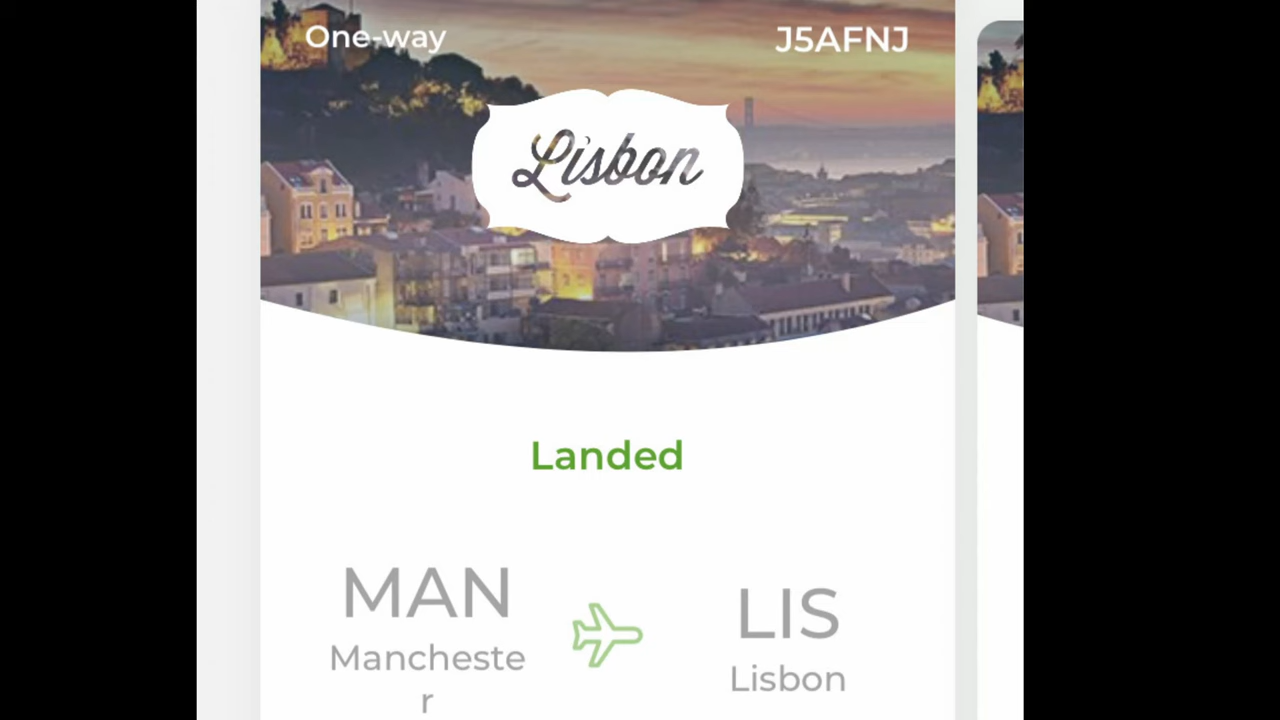 One-way J5AFNJ
Lisbon
Landed
MAN LIS
Mancheste
r
Lisbon